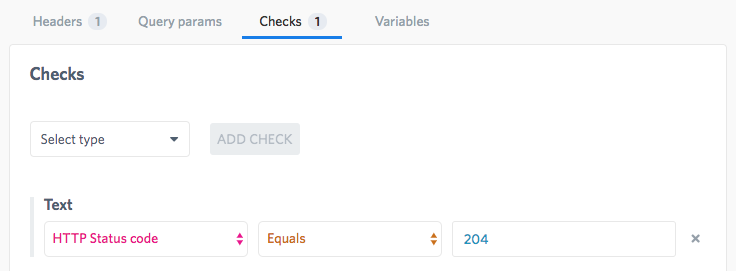 Headers 1 Query params Checks 1 Variables
Checks
Select type ADD CHECK
Text
HTTP Status code Equals 204 ×